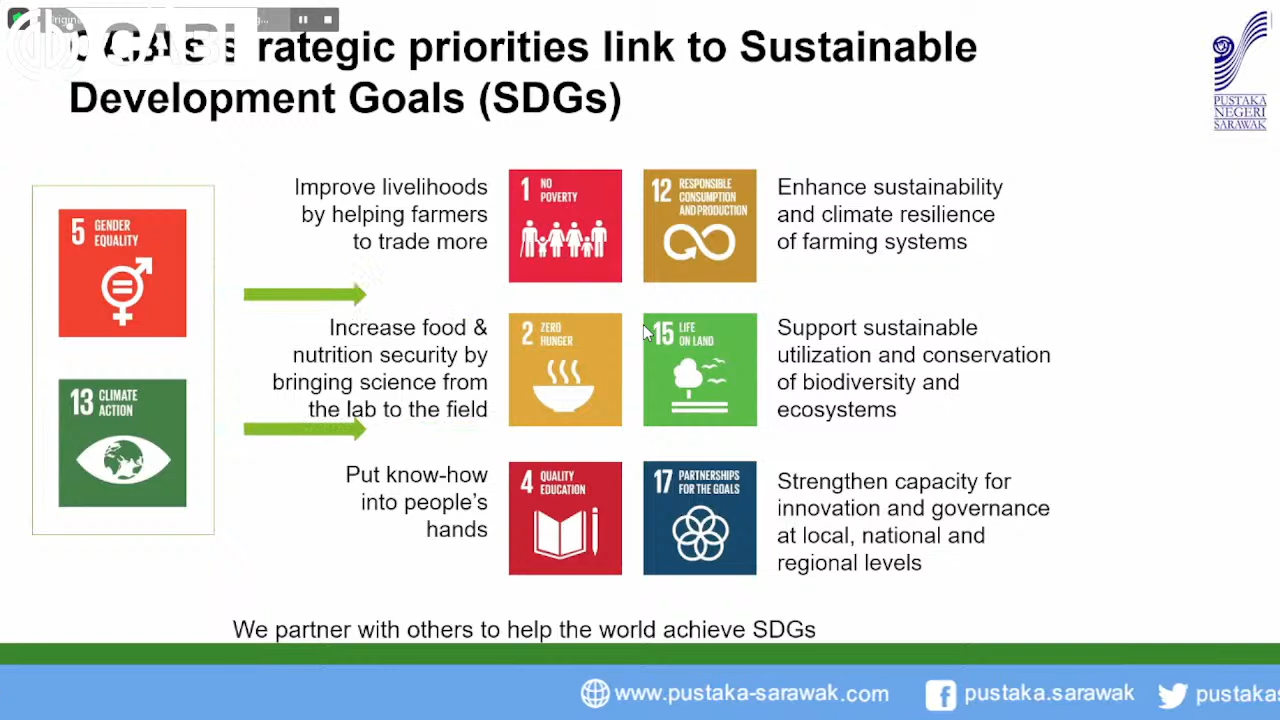 CABI's strategic priorities link to Sustainable
Development Goals (SDGs)
CABI
PUSTAKA
NEGERI
SARAWAK
5 GENDER
EQUALITY
13 CLIMATE
ACTION
Improve livelihoods
by helping farmers
to trade more
1 NO
POVERTY
12 RESPONSIBLE
CONSUMPTION
AND PRODUCTION
Enhance sustainability
and climate resilience
of farming systems
Increase food &
nutrition security by
bringing science from
the lab to the field
2 ZERO
HUNGER
15 LIFE
ON LAND
Support sustainable
utilization and conservation
of biodiversity and
ecosystems
Put know-how
into people's
hands
4 QUALITY
EDUCATION
17 PARTNERSHIPS
FOR THE GOALS
Strengthen capacity for
innovation and governance
at local, national and
regional levels
We partner with others to help the world achieve SDGs
www.pustaka-sarawak.com
pustaka.sarawak
pustakas